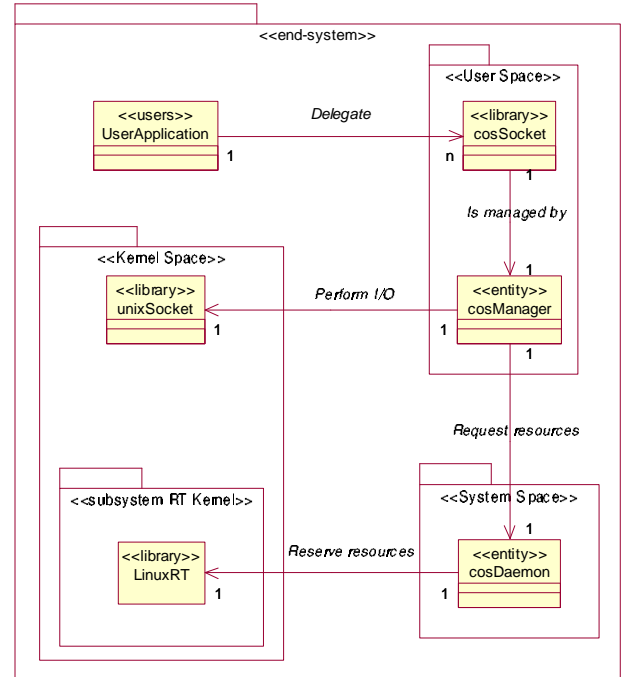 <<end-system>>
<<User Space>>
<<users>>
UserApplication
Delegate
<<library>>
cosSocket
1
n
1
Is managed by
<<Kernel Space>>
1
<<library>>
unixSocket
Perform I/O
<<entity>>
cosManager
1
1
1
Request resources
<<subsystem RT Kernel>>
<<System Space>>
1
<<library>>
LinuxRT
Reserve resources
<<entity>>
cosDaemon
1
1